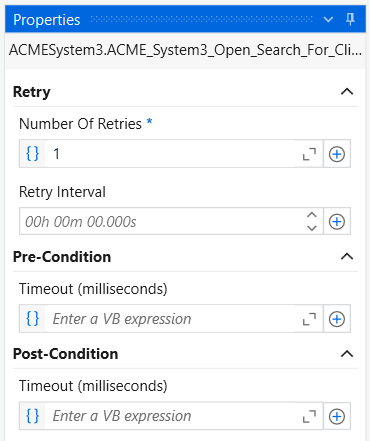 Properties
ACMESystem3.ACME_System3_Open_Search_For_Cli...
Retry
Number Of Retries *
{} 1
Retry Interval
00h 00m 00.000s
Pre-Condition
Timeout (milliseconds)
{} Enter a VB expression
Post-Condition
Timeout (milliseconds)
{} Enter a VB expression